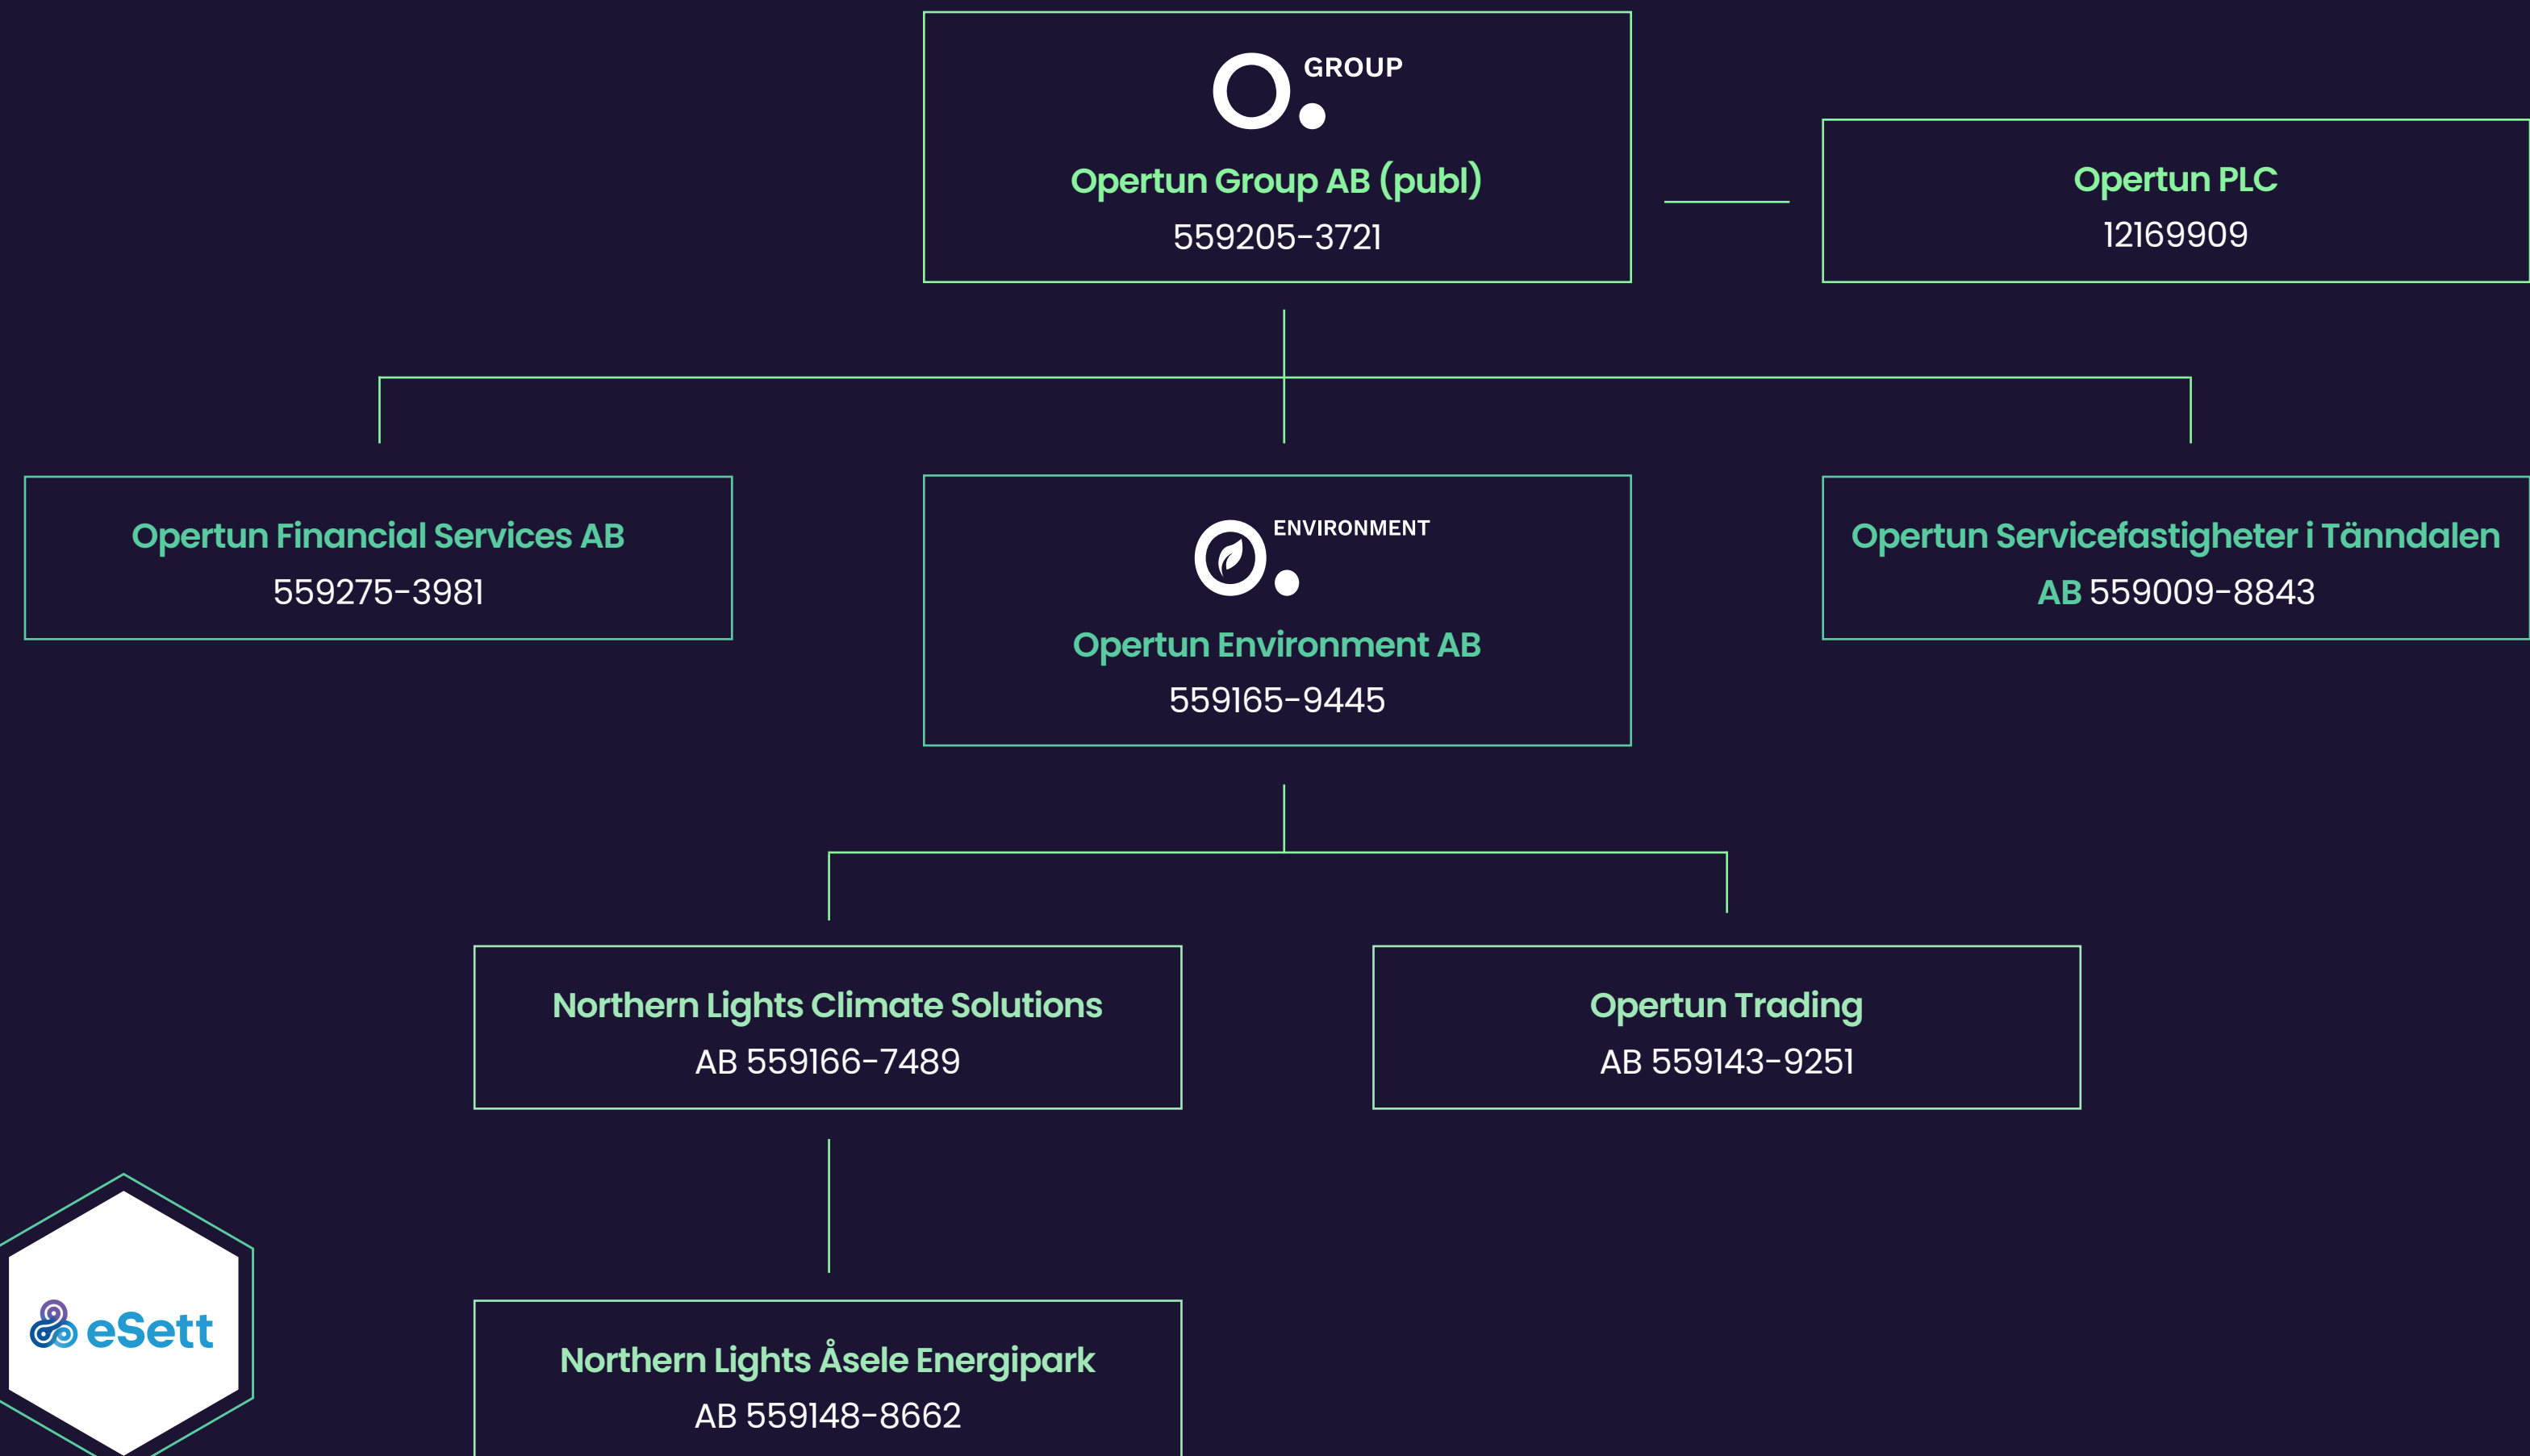 GROUP
Opertun Group AB (publ)
559205-3721
Opertun PLC
12169909
Opertun Financial Services AB
559275-3981
ENVIRONMENT
Opertun Environment AB
559165-9445
Opertun Servicefastigheter i Tänndalen
AB 559009-8843
Northern Lights Climate Solutions
AB 559166-7489
Opertun Trading
AB 559143-9251
Northern Lights Åsele Energipark
AB 559148-8662
eSett